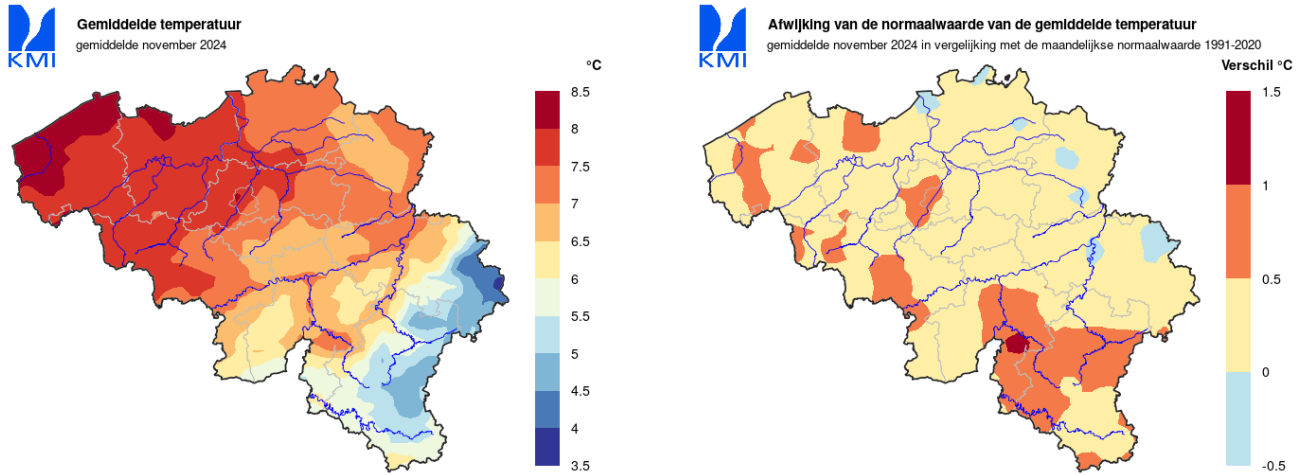 KMI
Gemiddelde temperatuur
gemiddelde november 2024
°C
8.5
8
7.5
7
6.5
6
5.5
5
4.5
4
3.5
KMI
Afwijking van de normaalwaarde van de gemiddelde temperatuur
gemiddelde november 2024 in vergelijking met de maandelijkse normaalwaarde 1991-2020
Verschil °C
1.5
1
0.5
0
-0.5